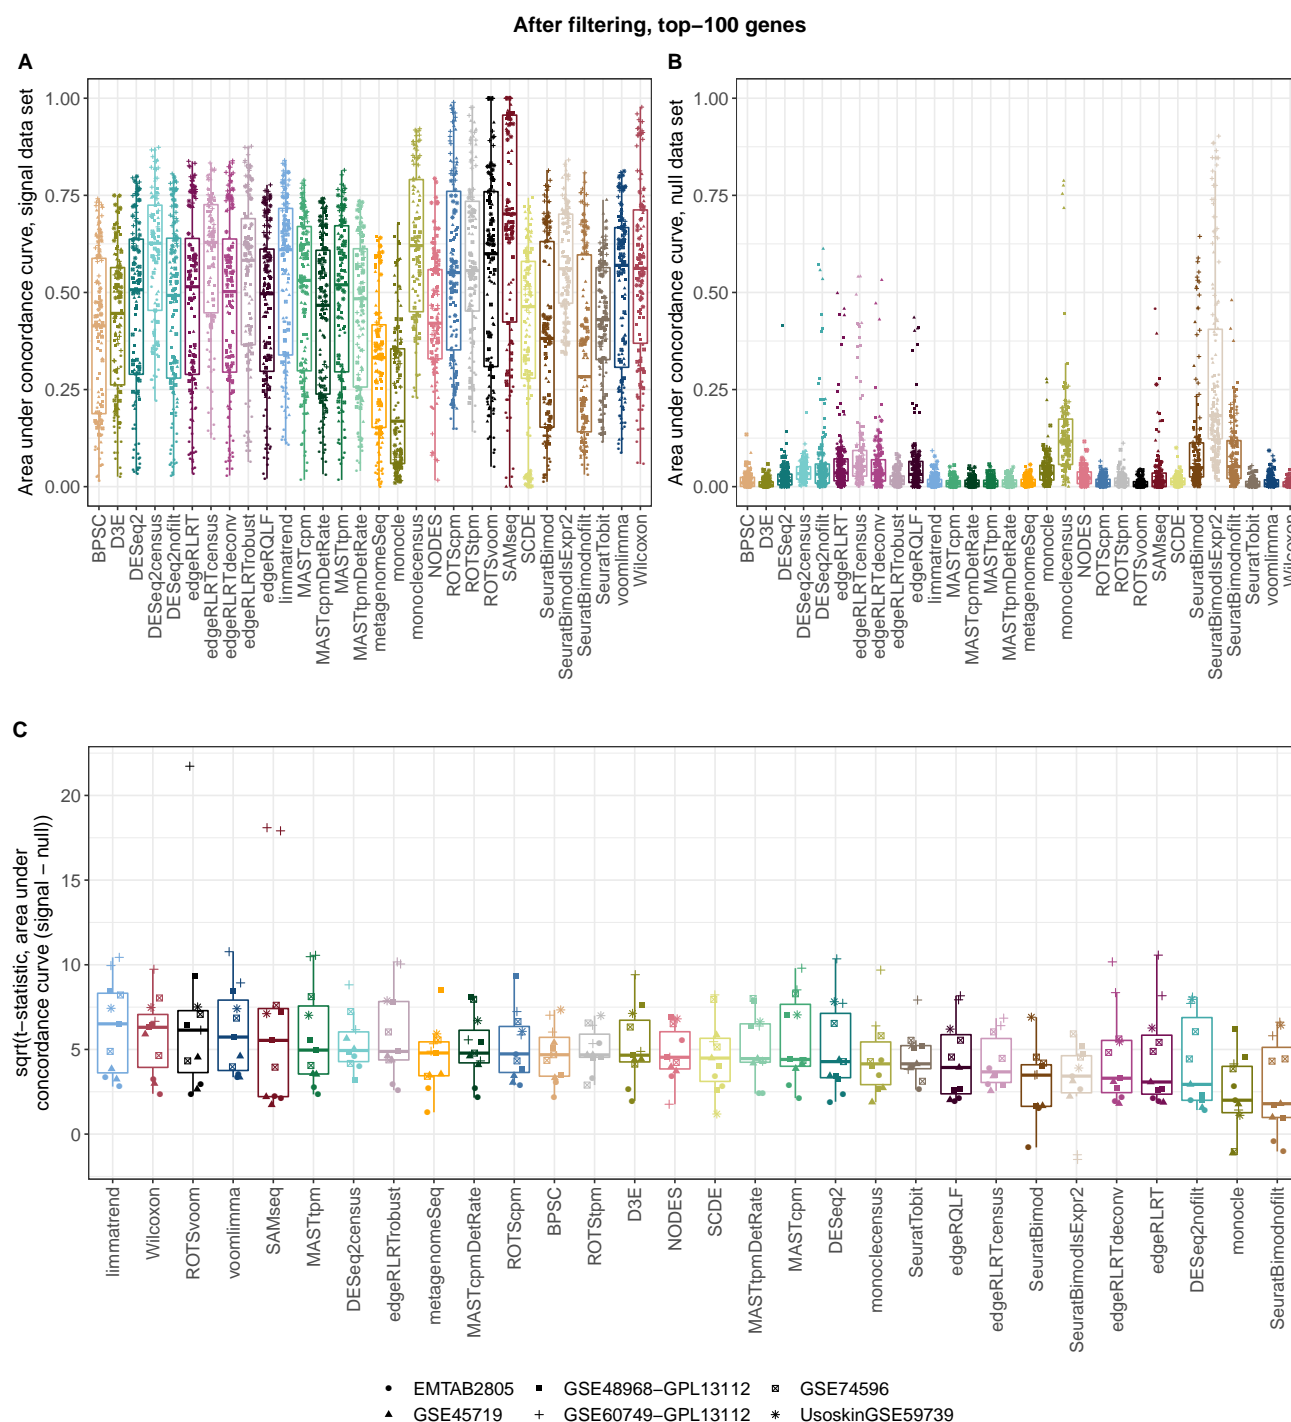 After filtering, top−100 genes
A
Area under concordance curve, signal data set
1.00
0.75
0.50
0.25
0.00
BPSC
D3E
DESeq2
DESeq2census
DESeq2nofilt
edgeRLRT
edgeRLRTcensus
edgeRLRTdeconv
edgeRLRTrobust
edgeRQLF
limmatrend
MASTcpm
MASTcpmDetRate
MASTtpm
MASTtpmDetRate
metagenomeSeq
monocle
monoclecensus
NODES
ROTScpm
ROTStpm
ROTSvoom
SAMseq
SCDE
SeuratBimod
SeuratBimodIsExpr2
SeuratBimodnofilt
SeuratTobit
voomlimma
Wilcoxon
B
Area under concordance curve, null data set
1.00
0.75
0.50
0.25
0.00
BPSC
D3E
DESeq2
DESeq2census
DESeq2nofilt
edgeRLRT
edgeRLRTcensus
edgeRLRTdeconv
edgeRLRTrobust
edgeRQLF
limmatrend
MASTcpm
MASTcpmDetRate
MASTtpm
MASTtpmDetRate
metagenomeSeq
monocle
monoclecensus
NODES
ROTScpm
ROTStpm
ROTSvoom
SAMseq
SCDE
SeuratBimod
SeuratBimodIsExpr2
SeuratBimodnofilt
SeuratTobit
voomlimma
Wilcoxon
C
sqrt(t−statistic, area under
concordance curve (signal − null))
20
15
10
5
0
limmatrend
Wilcoxon
ROTSvoom
voomlimma
SAMseq
MASTtpm
DESeq2census
edgeRLRTrobust
metagenomeSeq
MASTcpmDetRate
ROTScpm
BPSC
ROTStpm
D3E
NODES
SCDE
MASTtpmDetRate
MASTcpm
DESeq2
monoclecensus
SeuratTobit
edgeRQLF
edgeRLRTcensus
SeuratBimod
SeuratBimodIsExpr2
edgeRLRTdeconv
edgeRLRT
DESeq2nofilt
monocle
SeuratBimodnofilt
EMTAB2805
GSE48968−GPL13112
GSE74596
GSE45719
GSE60749−GPL13112
UsoskinGSE59739